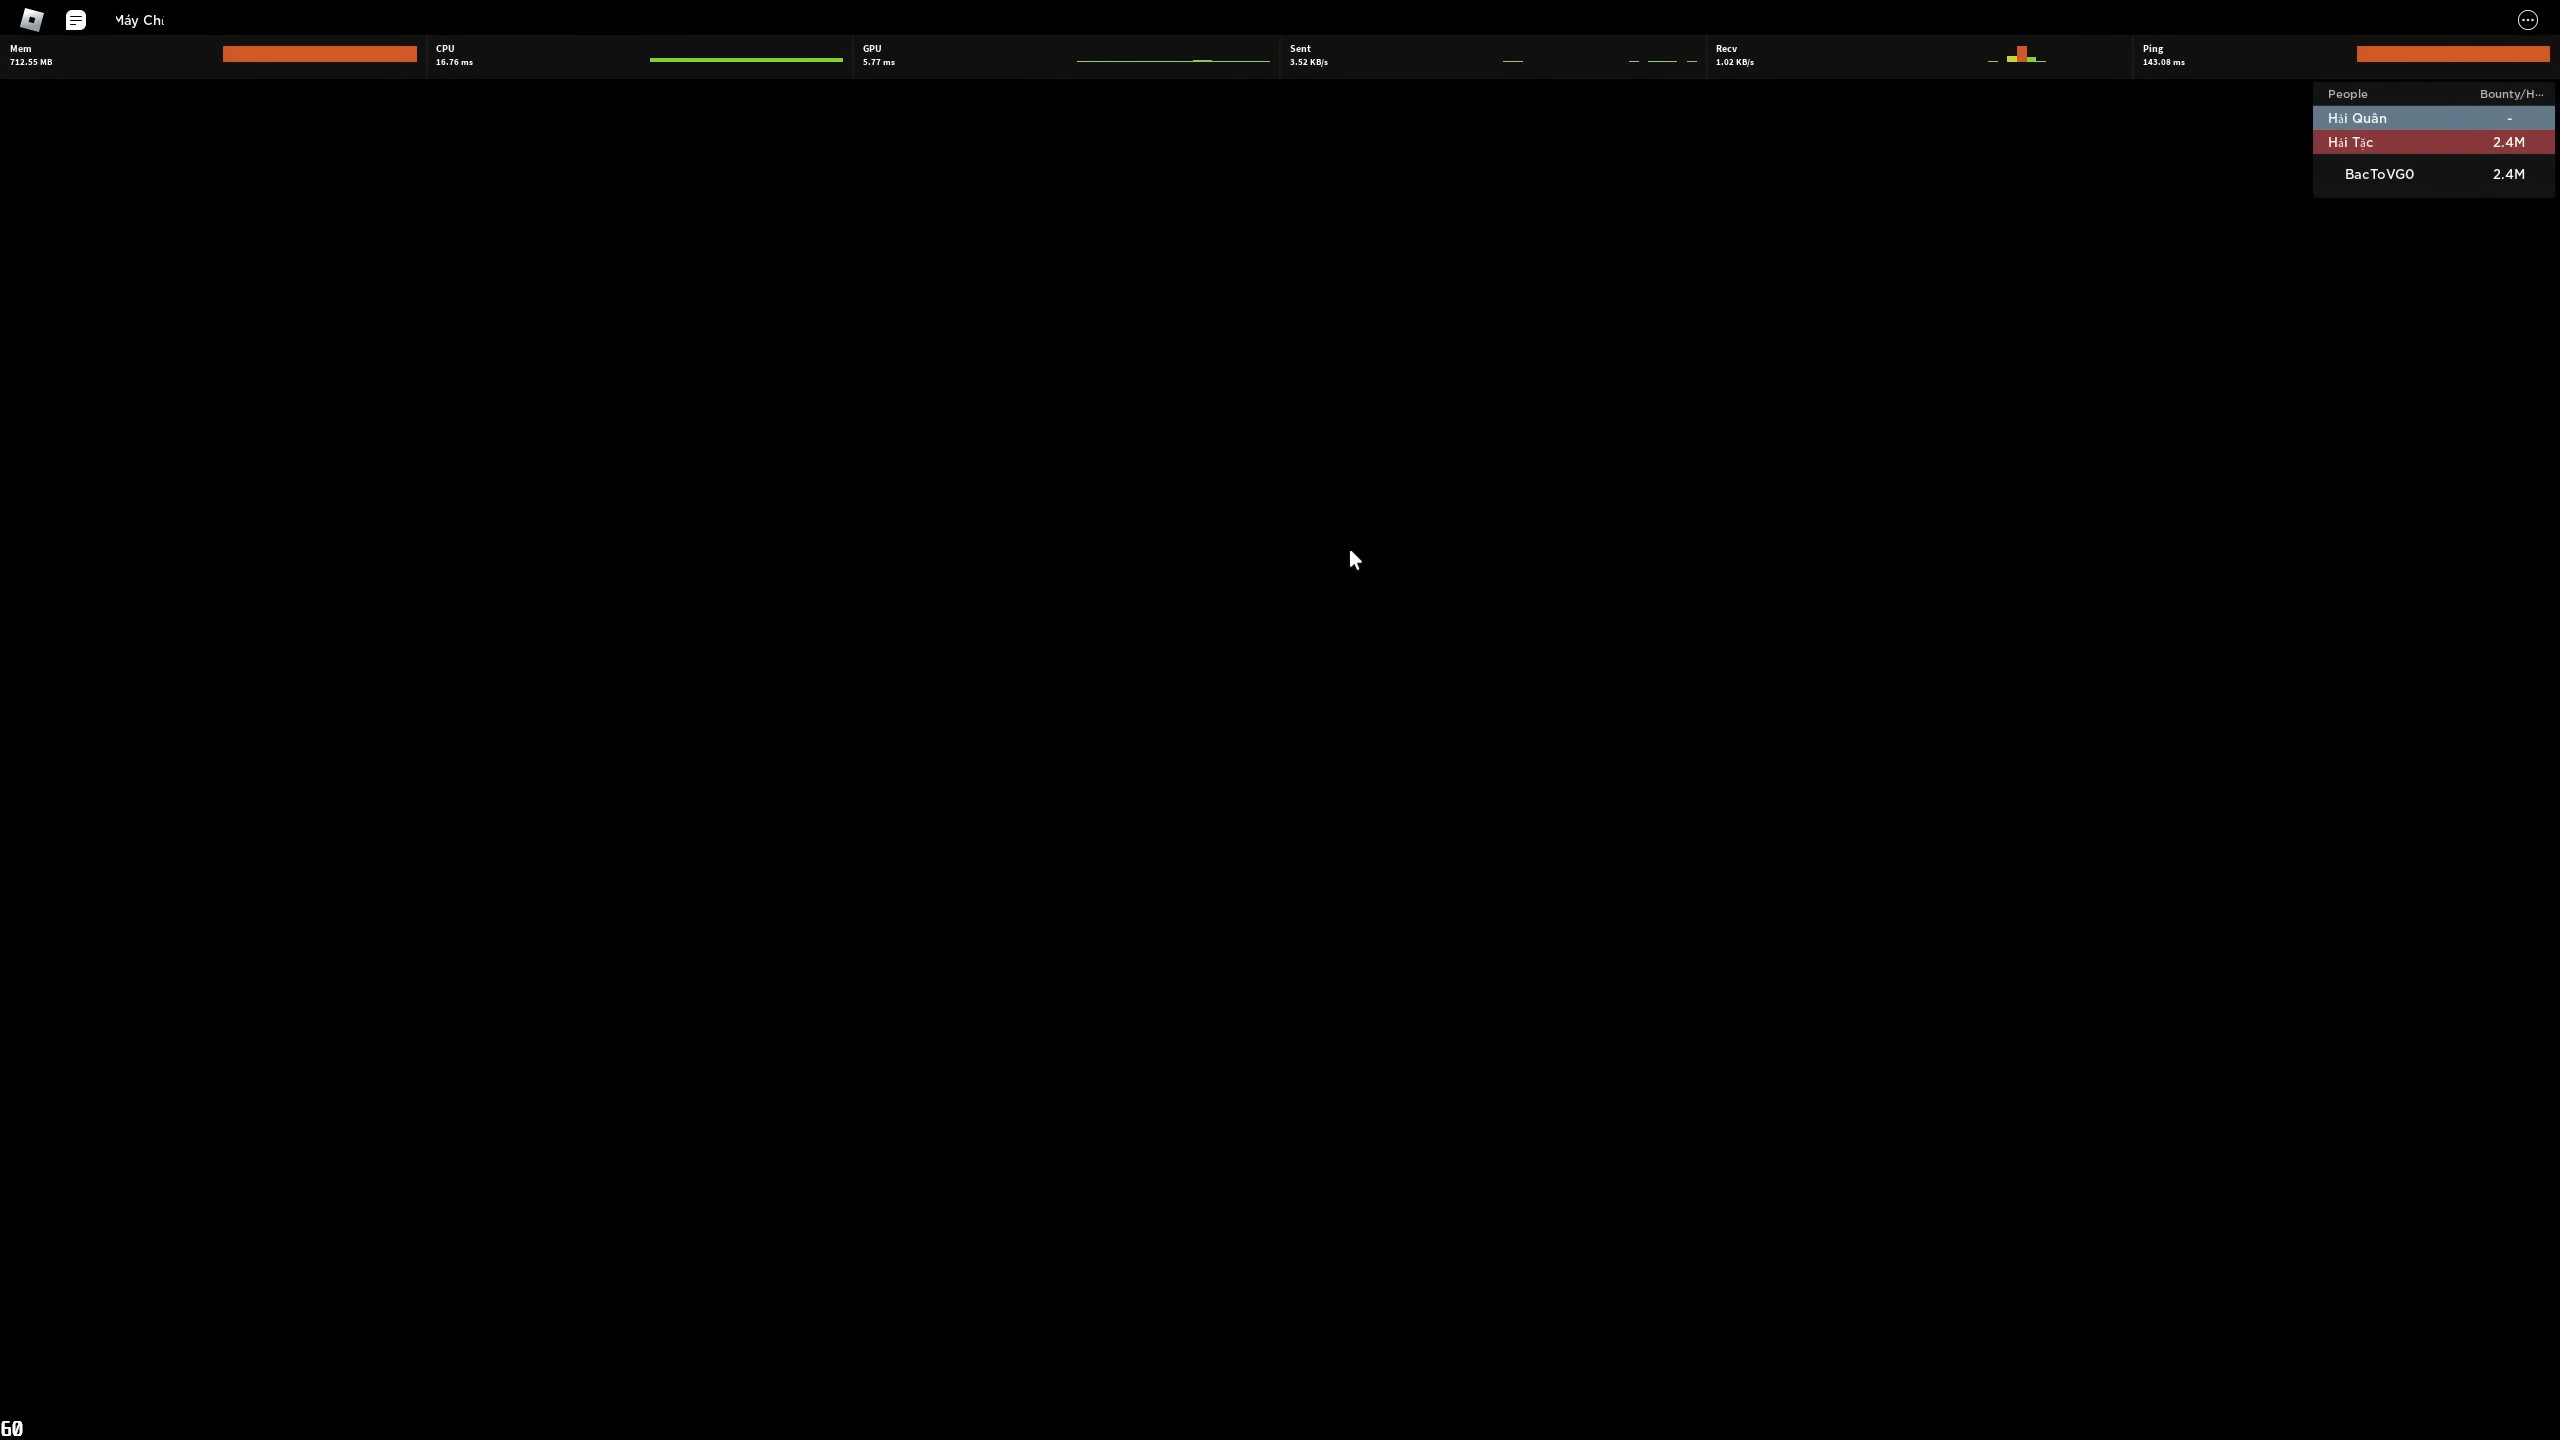 Máy Chủ
Mem
712.55 MB
CPU
16.76 ms
GPU
5.77 ms
Sent
3.52 KB/s
Recv
1.02 KB/s
Ping
143.08 ms
People Bounty/H...
Hải Quân -
Hải Tặc 2.4M
BacToVG0 2.4M
60